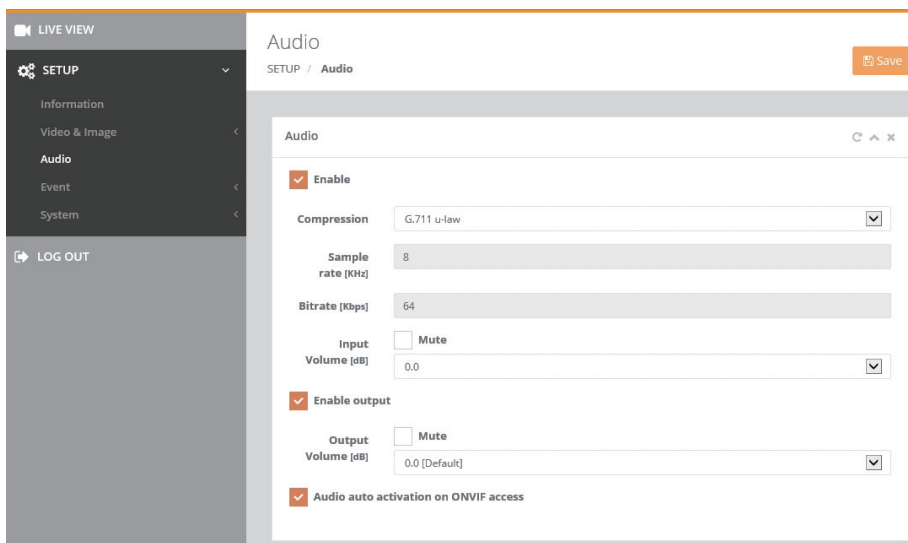 LIVE VIEW
SETUP
Information
Video & Image
Audio
Event
System
LOG OUT
Audio
SETUP / Audio
Save
Audio
Enable
Compression
G.711 u-law
Sample
rate [KHz]
8
Bitrate [Kbps]
64
Input
Volume [dB]
Mute
0.0
Enable output
Output
Volume [dB]
Mute
0.0 [Default]
Audio auto activation on ONVIF access